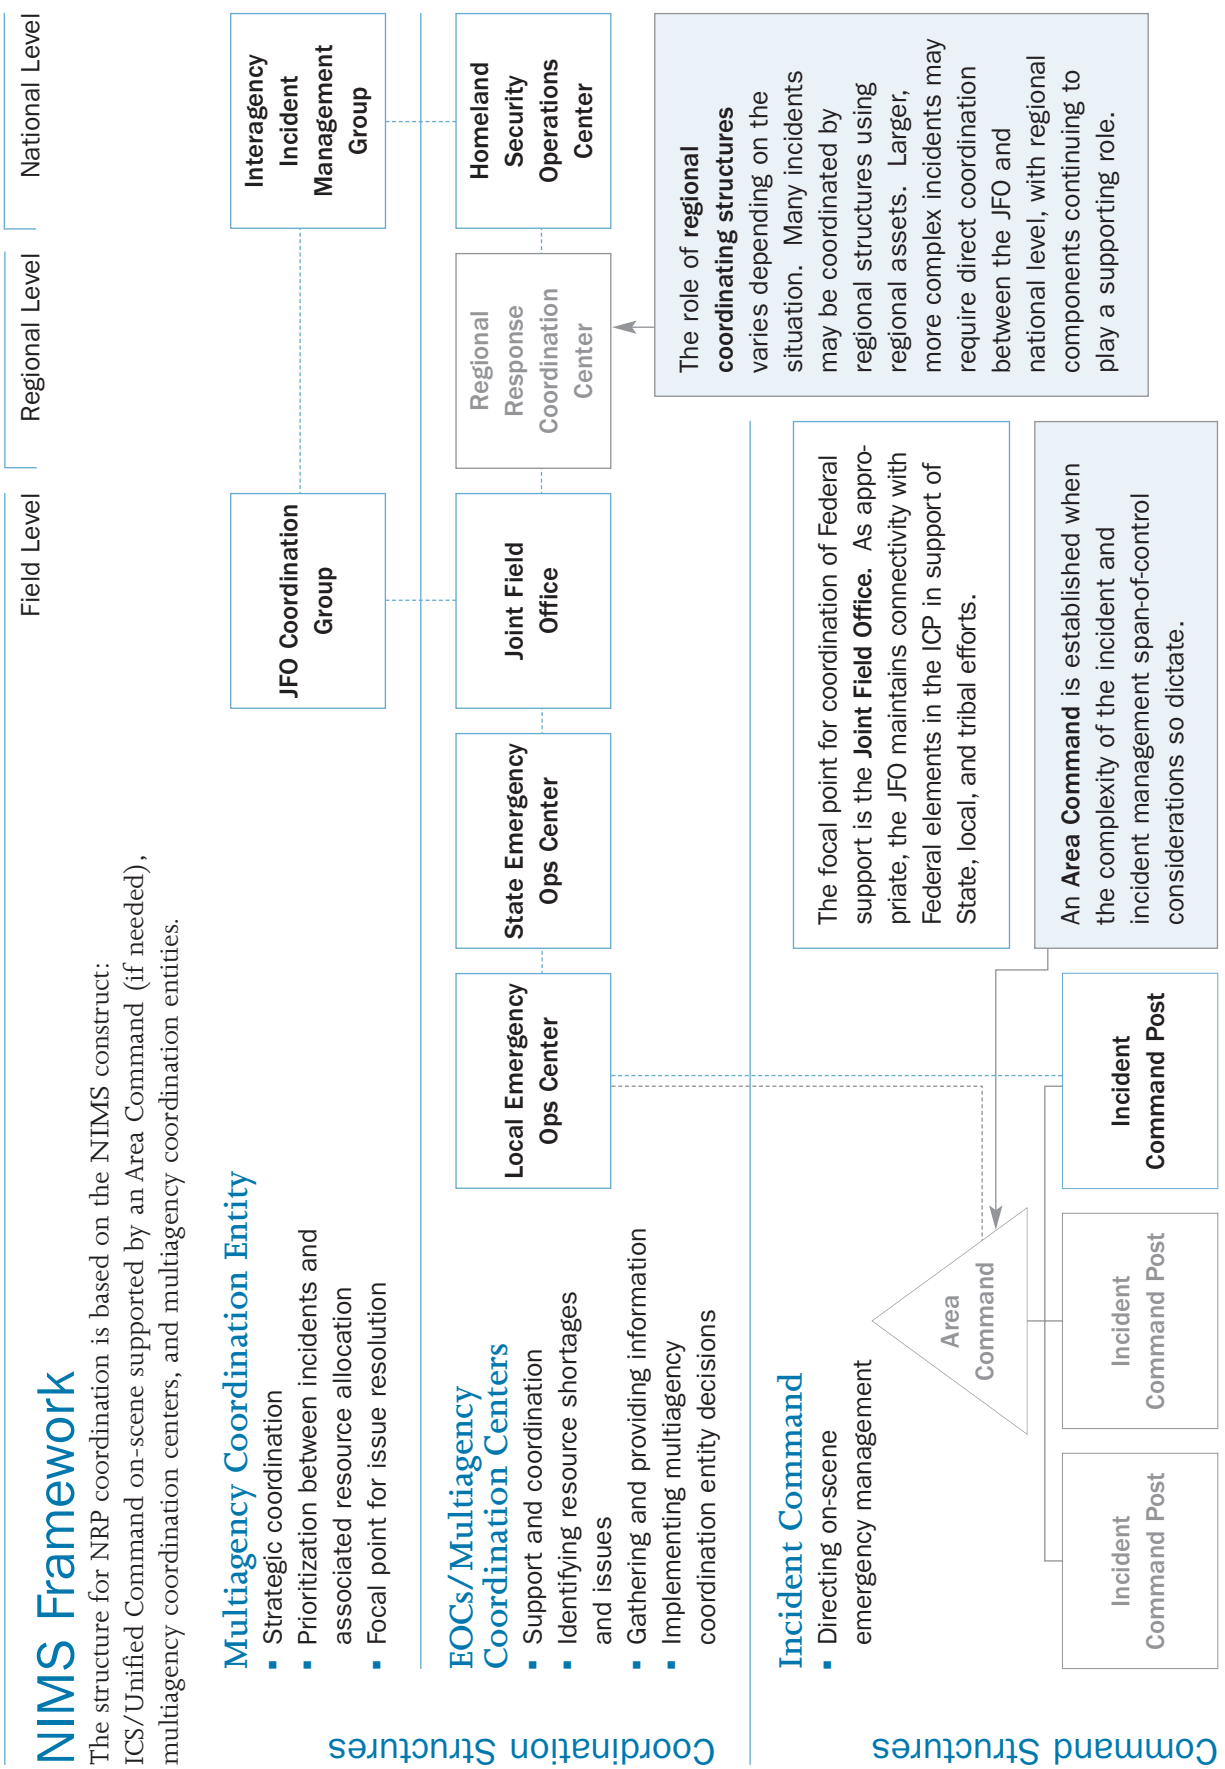 NIMS Framework
The structure for NRP coordination is based on the NIMS construct:
ICS/Unified Command on-scene supported by an Area Command (if needed),
multiagency coordination centers, and multiagency coordination entities.
Field Level
Regional Level
National Level
Coordination Structures
Multiagency Coordination Entity
▪ Strategic coordination
▪ Prioritization between incidents and
associated resource allocation
▪ Focal point for issue resolution
JFO Coordination
Group
Interagency
Incident
Management
Group
EOCs/Multiagency
Coordination Centers
▪ Support and coordination
▪ Identifying resource shortages
and issues
▪ Gathering and providing information
▪ Implementing multiagency
coordination entity decisions
Local Emergency
Ops Center
State Emergency
Ops Center
Joint Field
Office
Regional
Response
Coordination
Center
Homeland
Security
Operations
Center
The role of regional
coordinating structures
varies depending on the
situation. Many incidents
may be coordinated by
regional structures using
regional assets. Larger,
more complex incidents may
require direct coordination
between the JFO and
national level, with regional
components continuing to
play a supporting role.
Command Structures
Incident Command
▪ Directing on-scene
emergency management
Area
Command
Incident
Command Post
Incident
Command Post
Incident
Command Post
The focal point for coordination of Federal
support is the Joint Field Office. As appro-
priate, the JFO maintains connectivity with
Federal elements in the ICP in support of
State, local, and tribal efforts.
An Area Command is established when
the complexity of the incident and
incident management span-of-control
considerations so dictate.